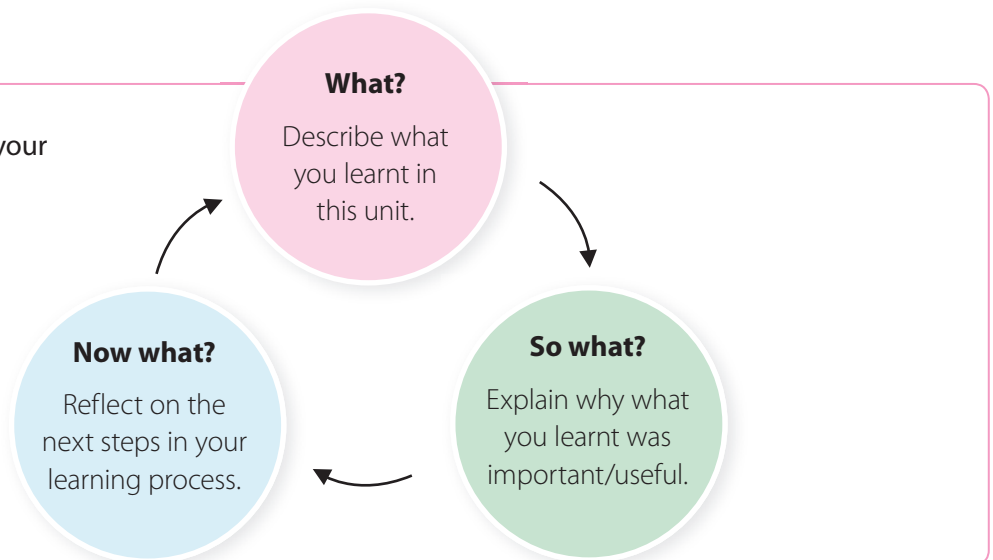 your
What?
Describe what
you learnt in
this unit.
So what?
Explain why what
you learnt was
important/useful.
Now what?
Reflect on the
next steps in your
learning process.